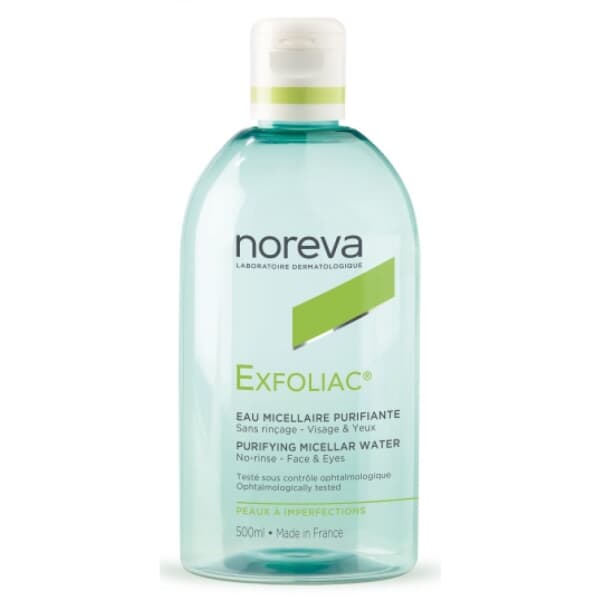 noreva
LABORATOIRE DERMATOLOGIQUE
EXFOLIAC®
EAU MICELLAIRE PURIFIANTE
Sans rinçage - Visage & Yeux
PURIFYING MICELLAR WATER
No-rinse - Face & Eyes
Testé sous contrôle ophtalmologique
Ophtalmologically tested
PEAUX À IMPERFECTIONS
500ml • Made in France